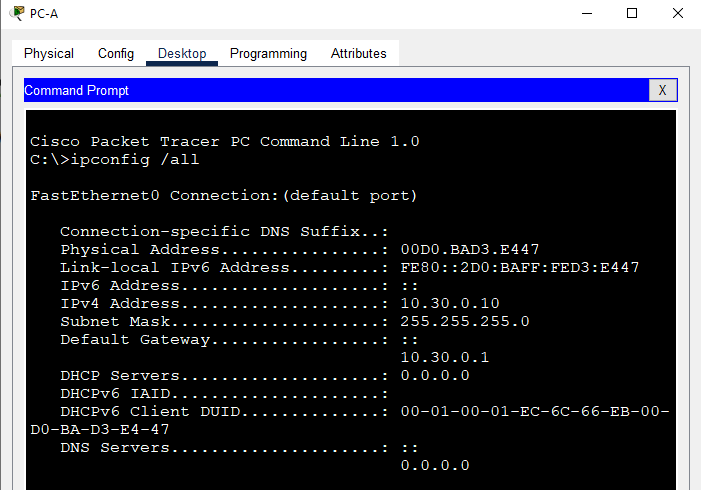 PC-A
Physical Config Desktop Programming Attributes
Command Prompt X
Cisco Packet Tracer PC Command Line 1.0
C:\>ipconfig /all
FastEthernet0 Connection:(default port)
Connection-specific DNS Suffix..:
Physical Address................: 00D0.BAD3.E447
Link-local IPv6 Address.........: FE80::2D0:BAFF:FED3:E447
IPv6 Address....................: ::
IPv4 Address....................: 10.30.0.10
Subnet Mask.....................: 255.255.255.0
Default Gateway.................: ::
10.30.0.1
DHCP Servers....................: 0.0.0.0
DHCPv6 IAID.....................:
DHCPv6 Client DUID..............: 00-01-00-01-EC-6C-66-EB-00-
D0-BA-D3-E4-47
DNS Servers.....................: ::
0.0.0.0